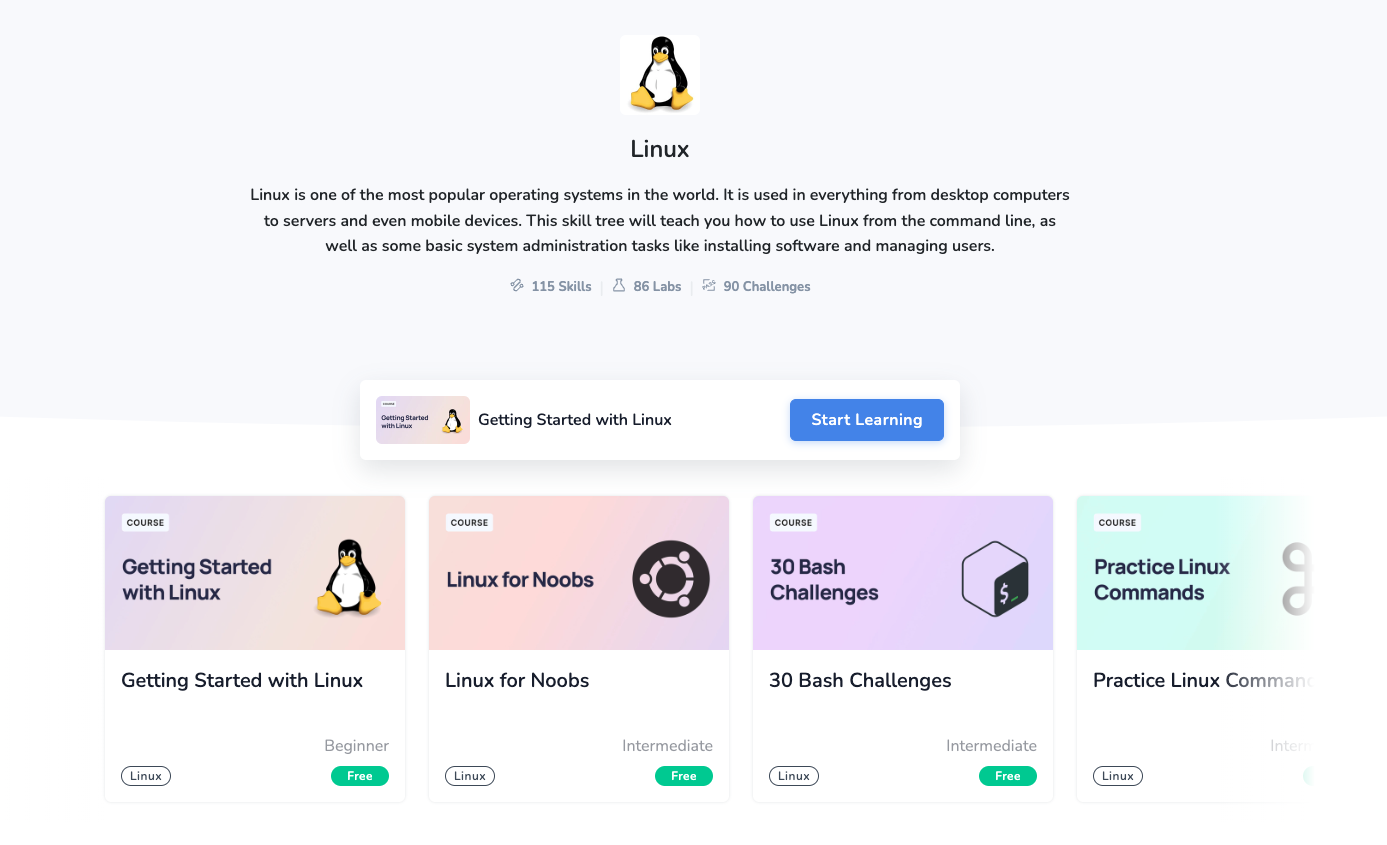 Linux
Linux is one of the most popular operating systems in the world. It is used in everything from desktop computers
to servers and even mobile devices. This skill tree will teach you how to use Linux from the command line, as
well as some basic system administration tasks like installing software and managing users.
115 Skills
86 Labs
90 Challenges
COURSE
Getting Started
with Linux
Getting Started with Linux
Start Learning
COURSE
Getting Started
with Linux
Getting Started with Linux
Beginner
Linux
Free
COURSE
Linux for Noobs
Linux for Noobs
Intermediate
Linux
Free
COURSE
30 Bash
Challenges
$
30 Bash Challenges
Intermediate
Linux
Free
COURSE
Practice Linux
Commands
Practice Linux Comman
Interm
Linux